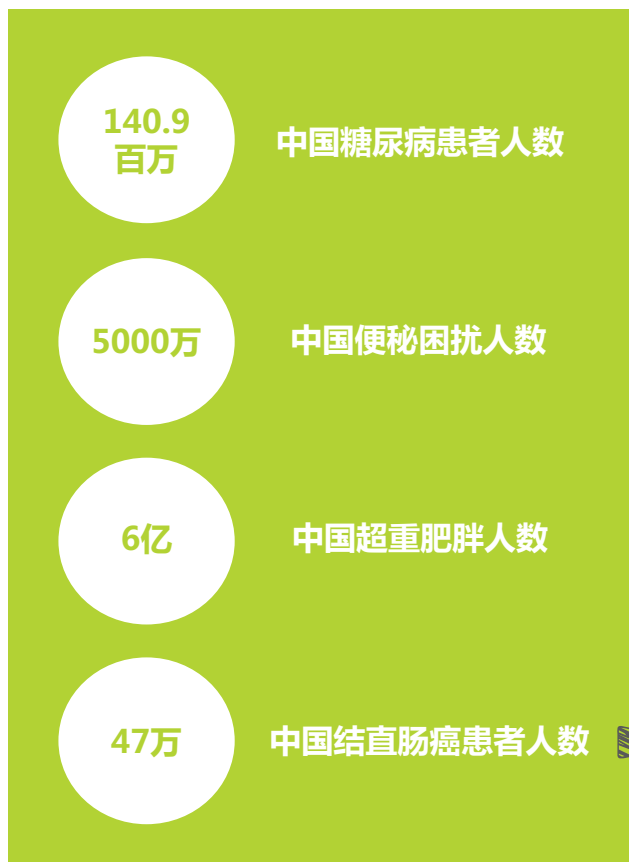 140.9
百万
中国糖尿病患者人数
5000万
中国便秘困扰人数
6亿
中国超重肥胖人数
47万
中国结直肠癌患者人数